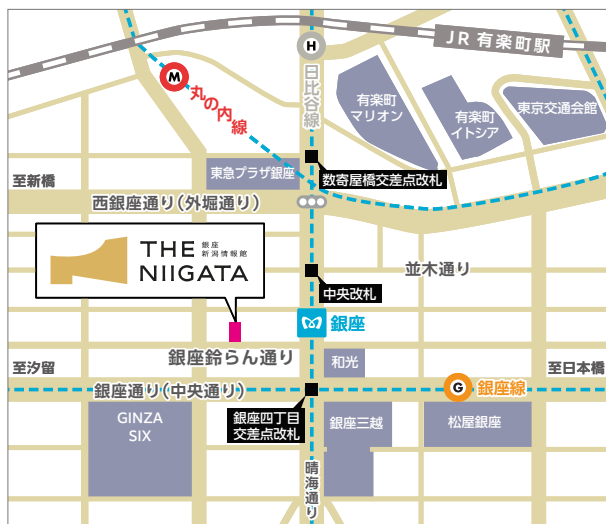 JR 有楽町駅
H
日比谷線
M
丸の内線
有楽町
マリオン
有楽町
イトシア
東京交通会館
東急プラザ銀座
数寄屋橋交差点改札
至新橋
西銀座通り(外堀通り)
THE
NIIGATA
銀座
新潟情報館
並木通り
中央改札
銀座
銀座鈴らん通り
和光
至汐留
至日本橋
銀座通り(中央通り)
G
銀座線
GINZA
SIX
銀座四丁目
交差点改札
銀座三越
松屋銀座
晴海通り